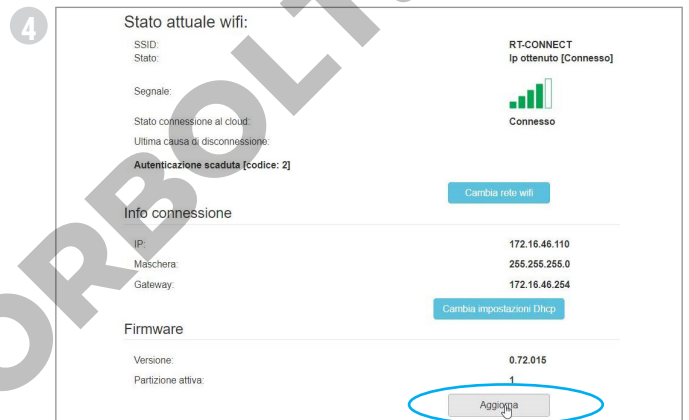 4
Stato attuale wifi:
SSID: RT-CONNECT
Stato: Ip ottenuto [Connesso]
Segnale:
Stato connessione al cloud: Connesso
Ultima causa di disconnessione:
Autenticazione scaduta [codice: 2]
Cambia rete wifi
Info connessione
IP: 172.16.46.110
Maschera: 255.255.255.0
Gateway: 172.16.46.254
Cambia impostazioni Dhcp
Firmware
Versione: 0.72.015
Partizione attiva: 1
Aggiorna
ORBOLT